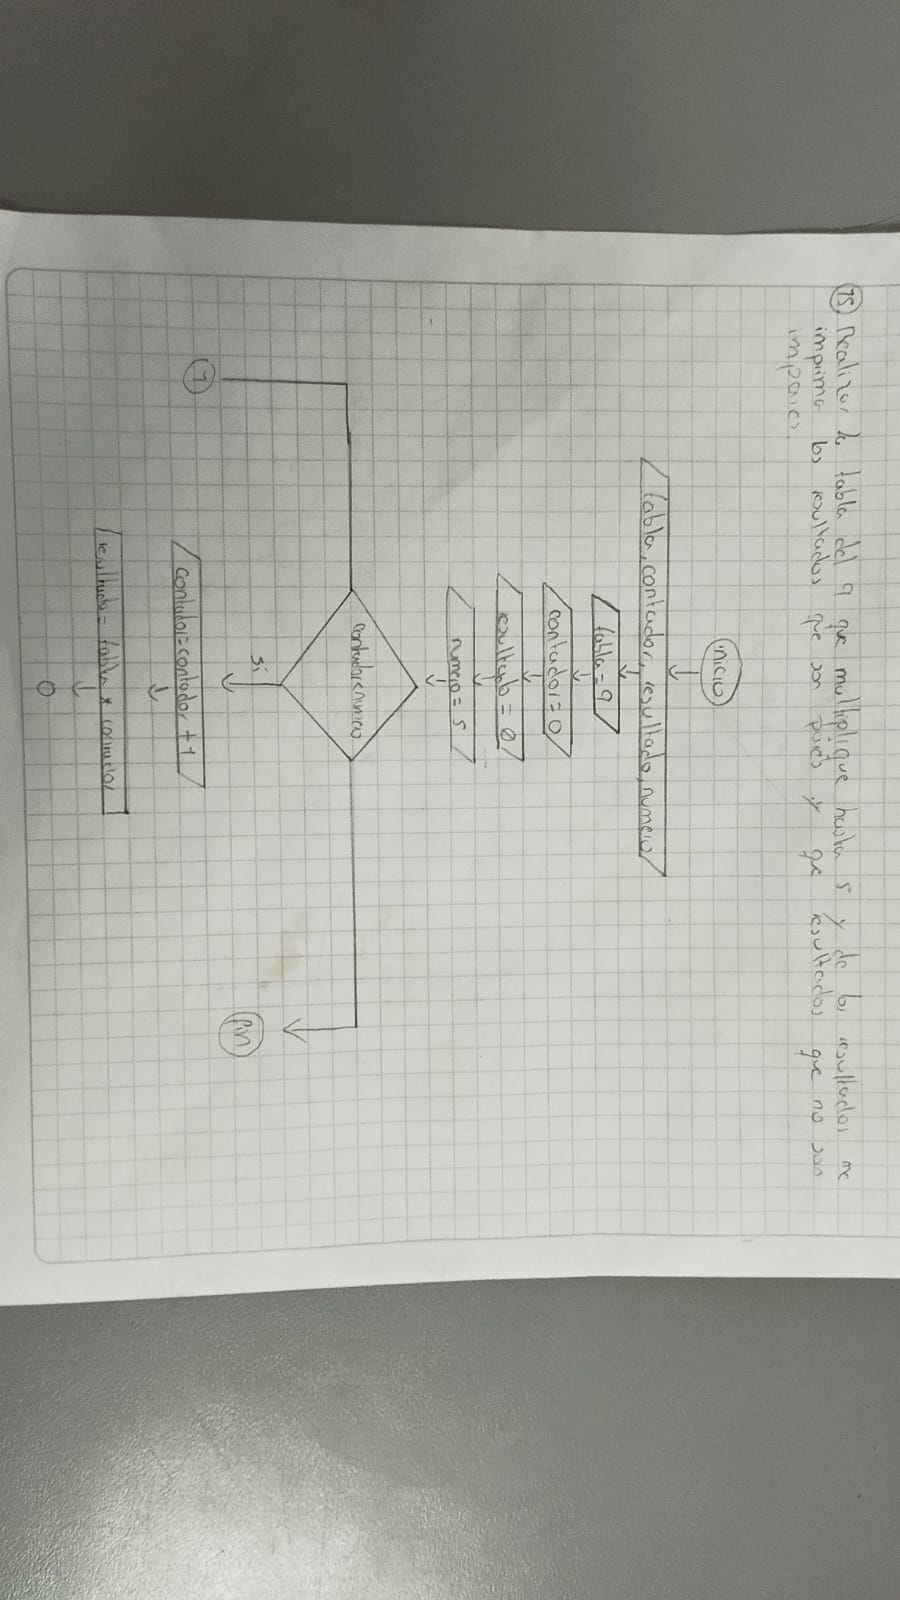 15 Realizar la tabla del 9 que multiplique hasta 5 y de los resultados me
imprima los resultados que son pares y que resultados que no son
impares.
inicio
tabla, contador, resultado, numero
tabla = 9
contador = 0
resultado = 0
numero = 5
contador<numero
si
1
fin
contador = contador + 1
resultado = tabla * contador